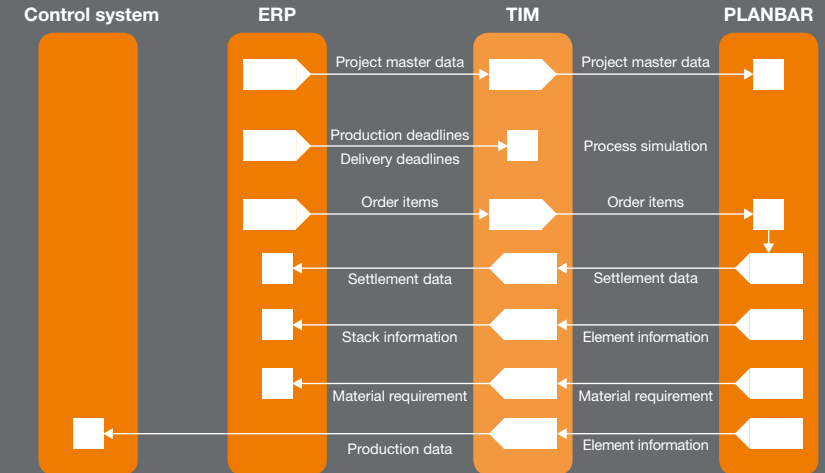 Control system
ERP
TIM
PLANBAR
Project master data
Project master data
Production deadlines
Delivery deadlines
Process simulation
Order items
Order items
Settlement data
Settlement data
Stack information
Element information
Material requirement
Material requirement
Production data
Element information